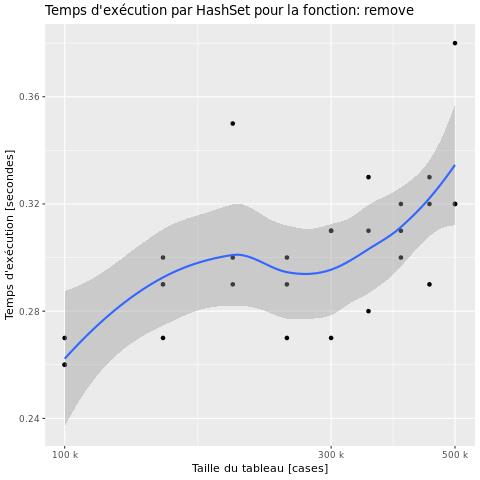 Temps d'exécution par HashSet pour la fonction: remove
Temps d'exécution [secondes]
0.36
0.32
0.28
0.24
100 k
300 k
500 k
Taille du tableau [cases]